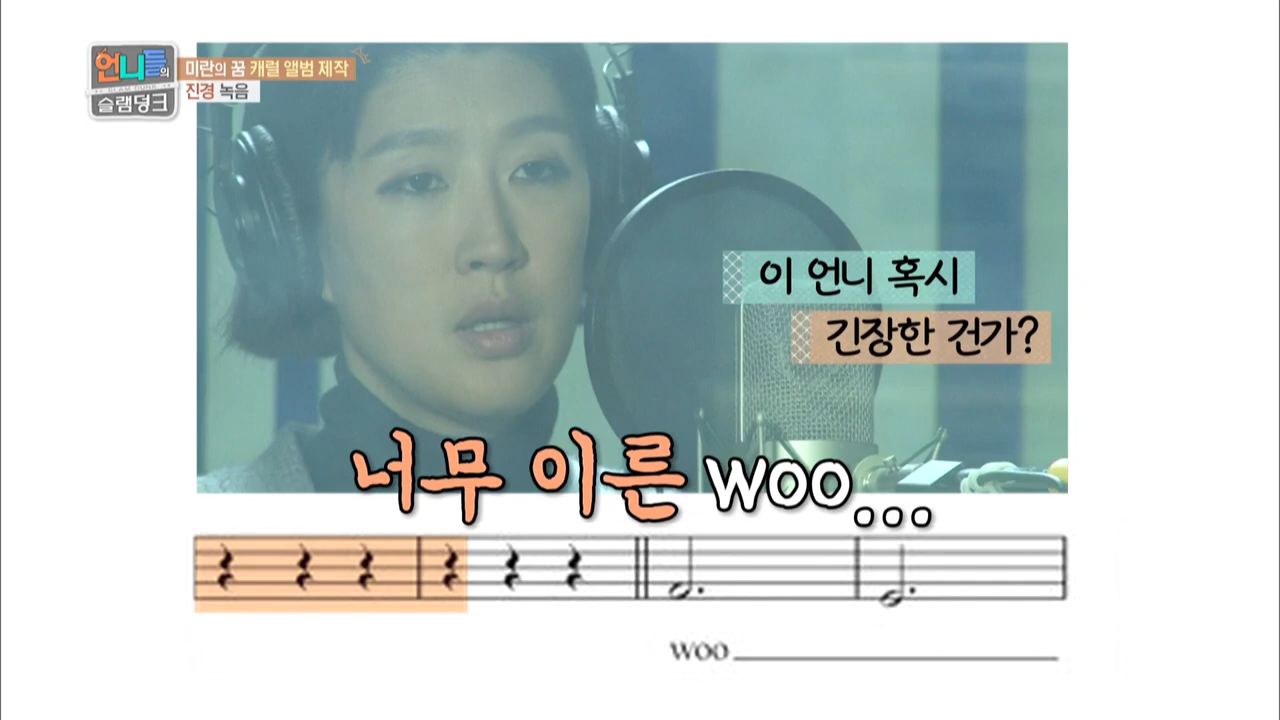 언니들의
슬램덩크
미란의 꿈 캐럴 앨범 제작
진경 녹음
이 언니 혹시
긴장한 건가?
너무 이른 woo...
woo